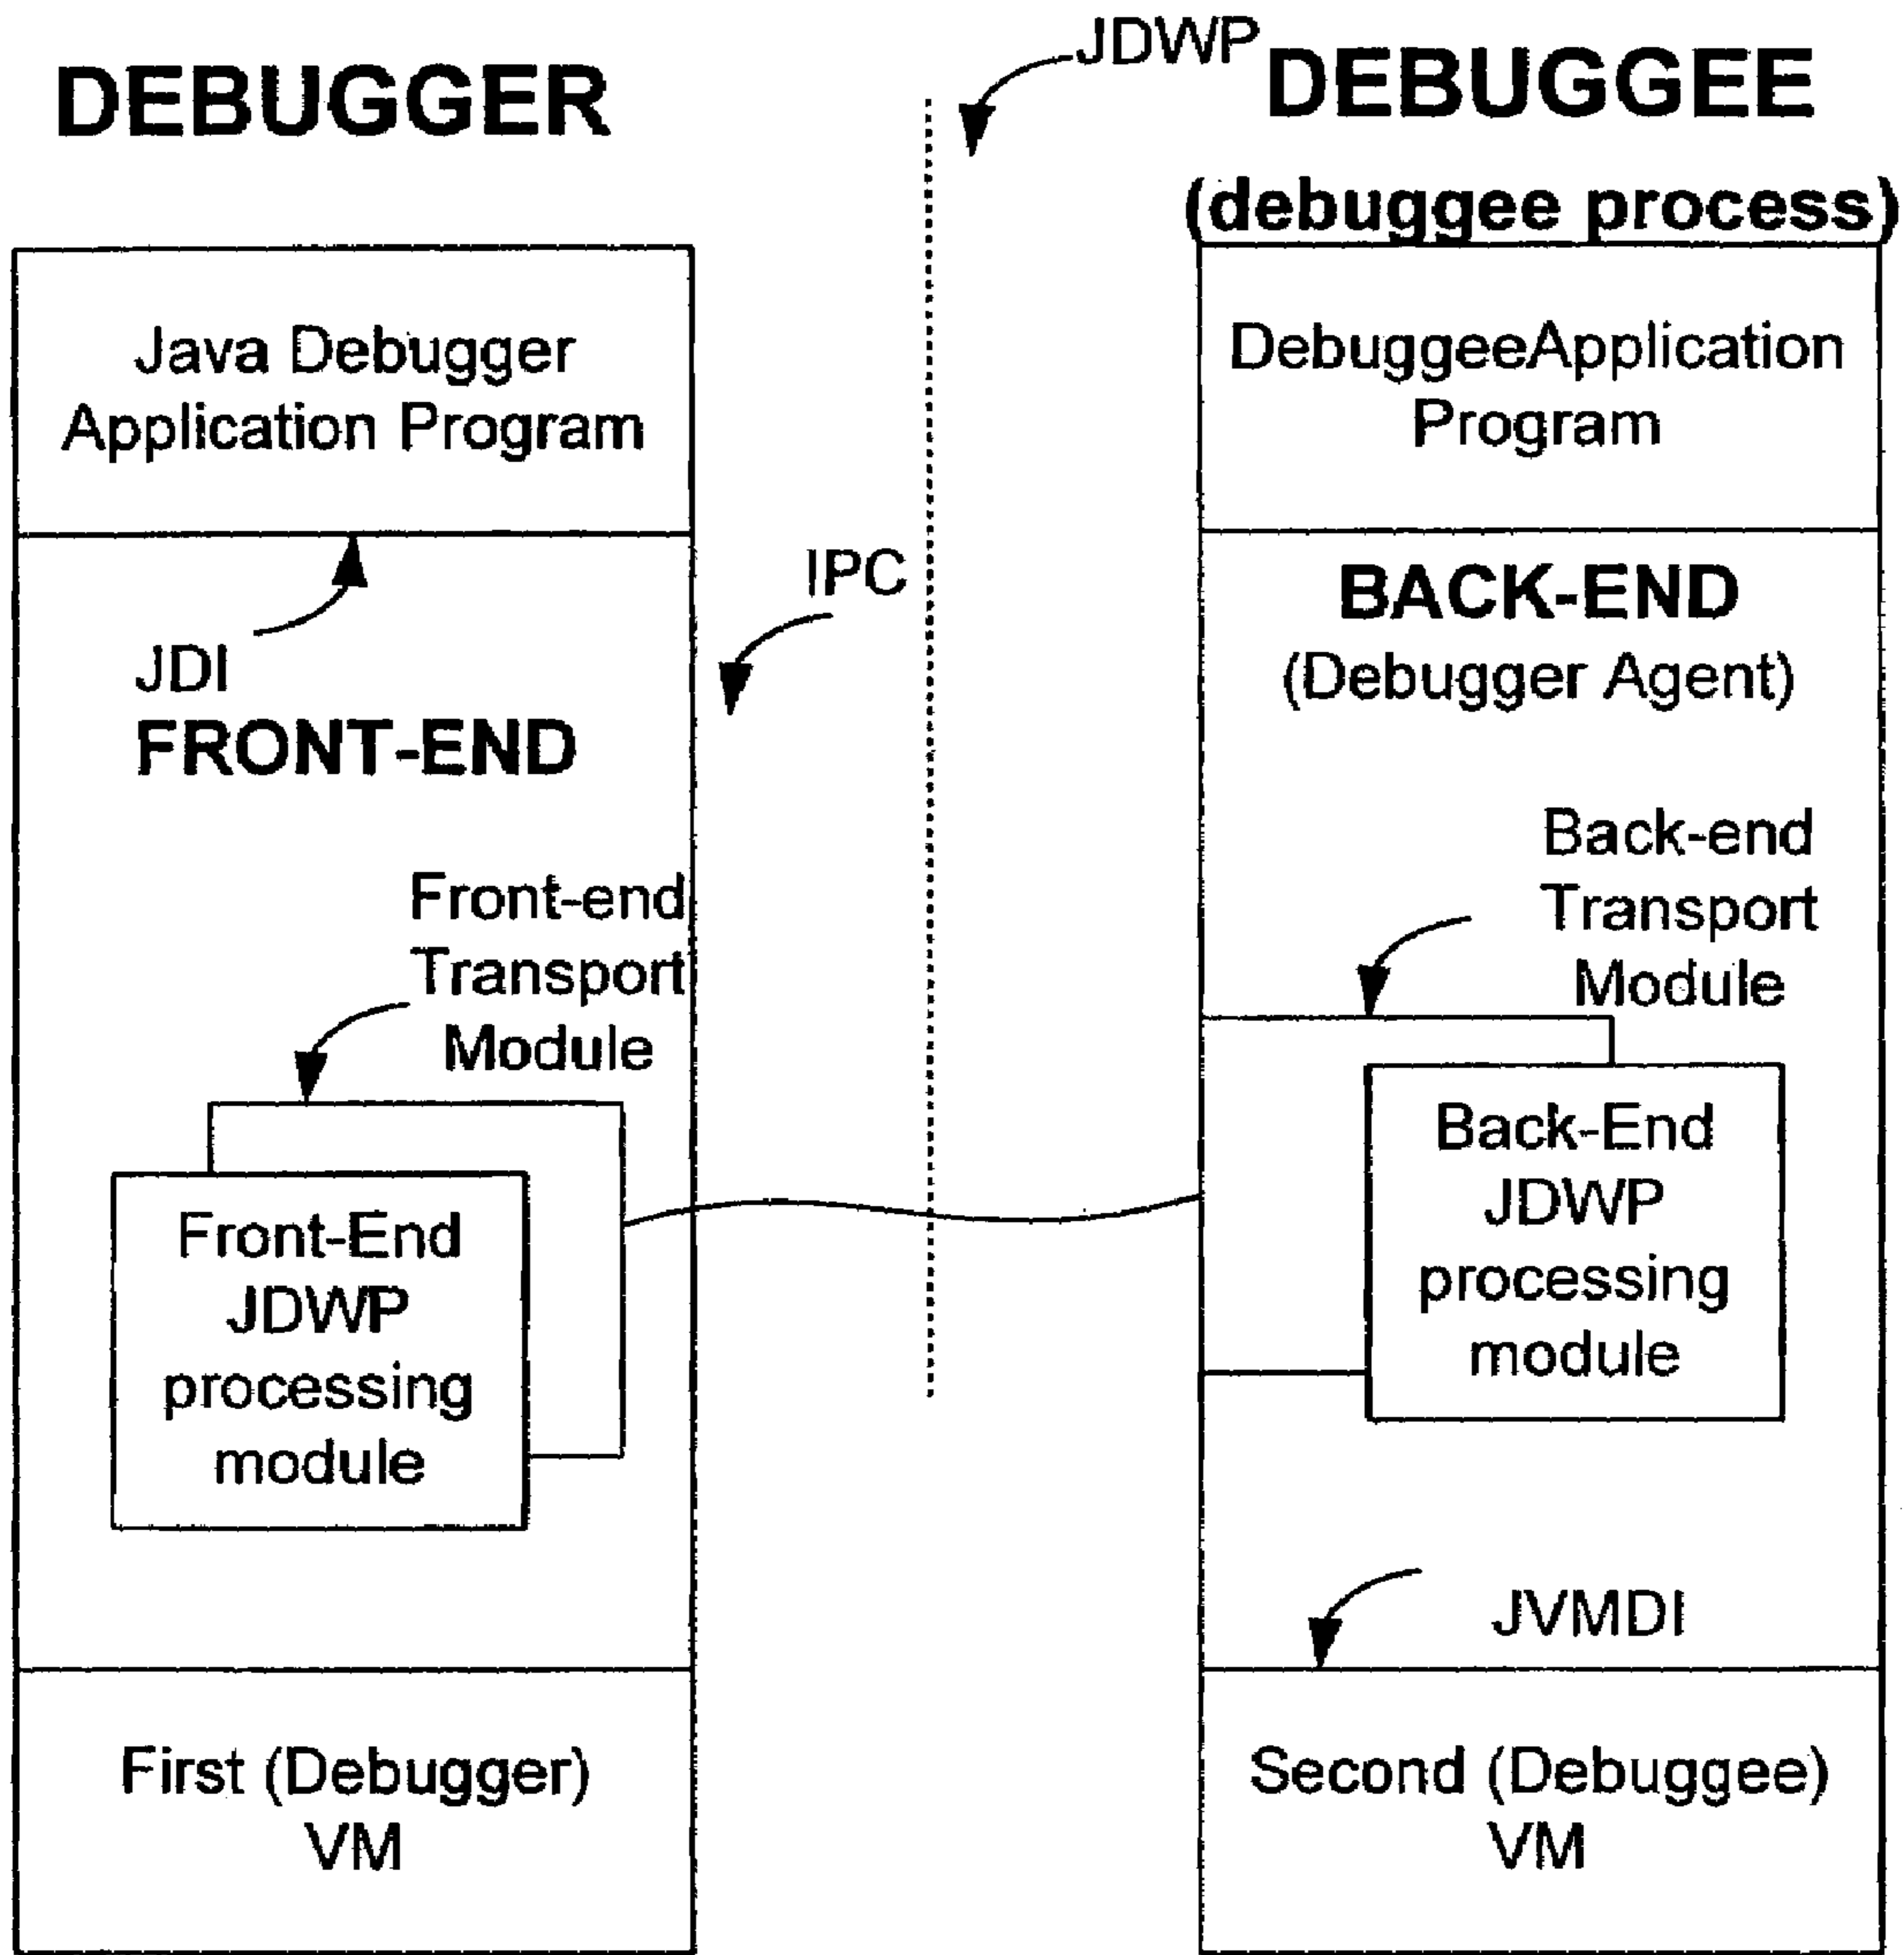 JDWP
DEBUGGER
DEBUGGEE
(debuggee process)
Java Debugger
Application Program
DebuggeeApplication
Program
JDI
FRONT-END
IPC
BACK-END
(Debugger Agent)
Front-end
Transport
Module
Back-end
Transport
Module
Front-End
JDWP
processing
module
Back-End
JDWP
processing
module
JVMDI
First (Debugger)
VM
Second (Debuggee)
VM